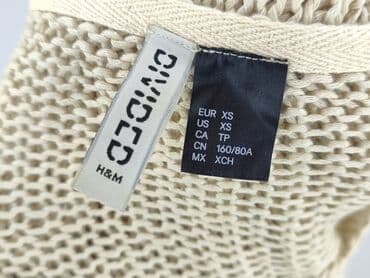 DIVIDED
H&M
EUR XS
US XS
CA TP
CN 160/80A
MX XCH